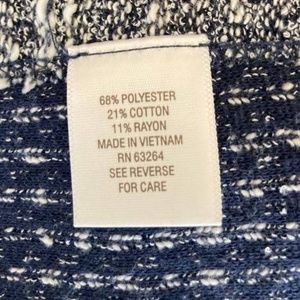 68% POLYESTER
21% COTTON
11% RAYON
MADE IN VIETNAM
RN 63264
SEE REVERSE
FOR CARE